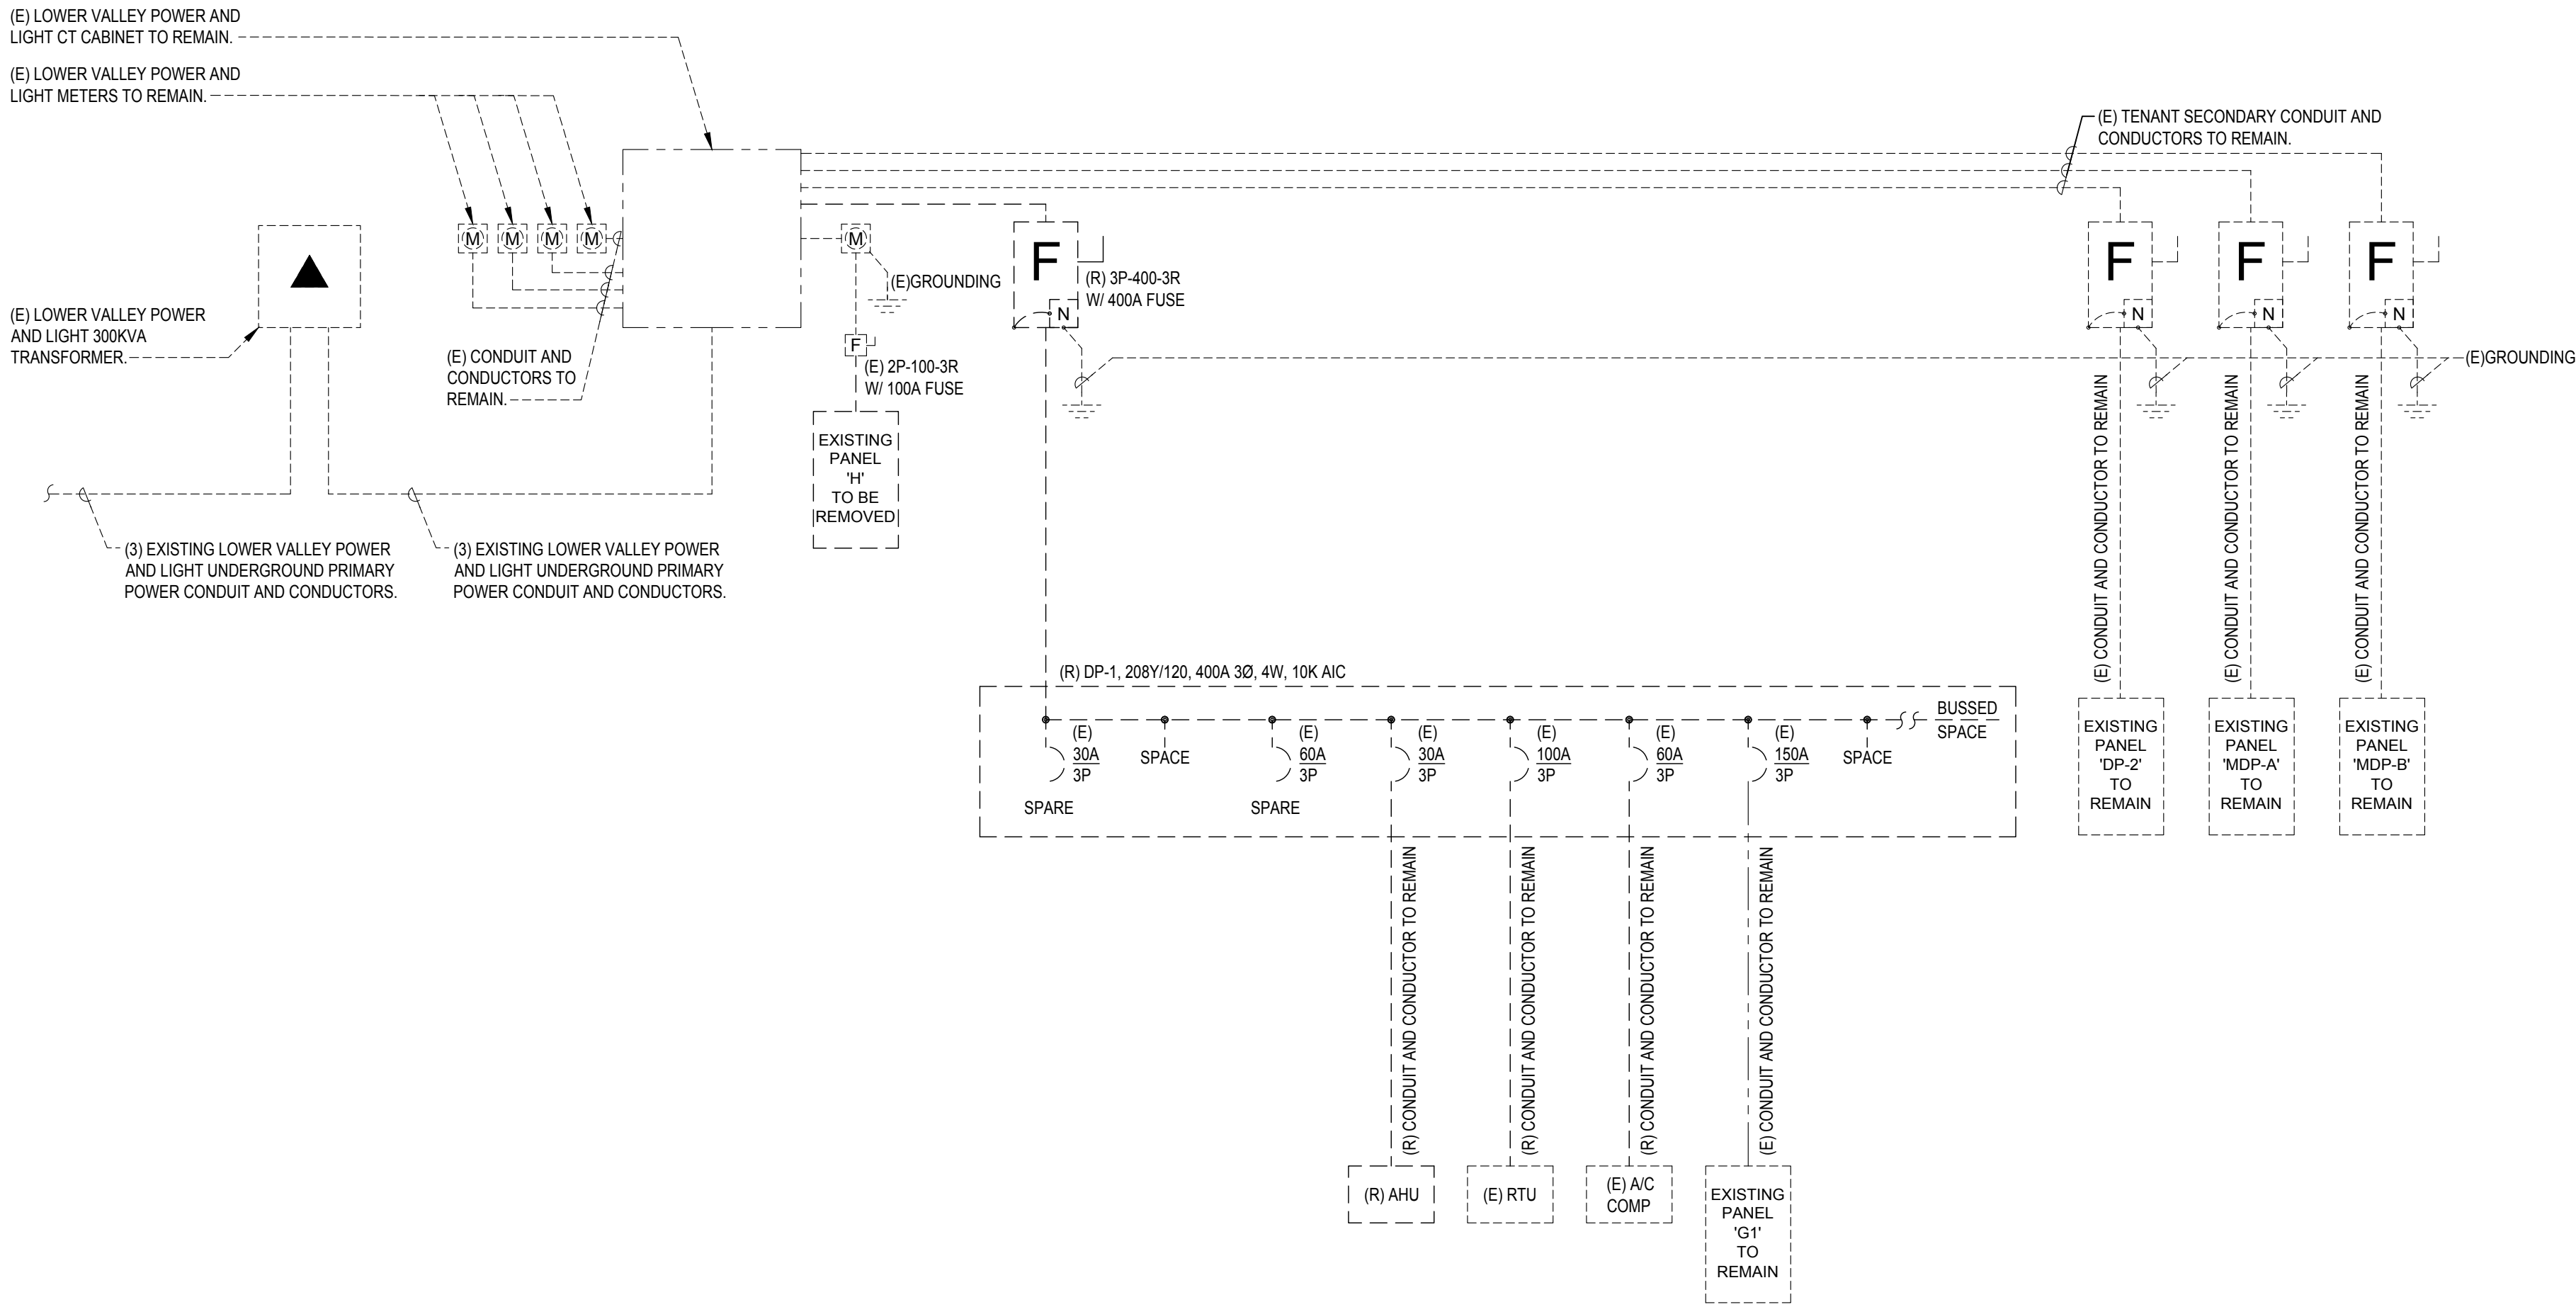 (E) LOWER VALLEY POWER AND
LIGHT CT CABINET TO REMAIN.
(E) LOWER VALLEY POWER AND
LIGHT METERS TO REMAIN.
(E) TENANT SECONDARY CONDUIT AND
CONDUCTORS TO REMAIN.
M
M
M
M
M
F
F
F
F
(E)GROUNDING
(R) 3P-400-3R
W/ 400A FUSE
N
N
N
N
(E) LOWER VALLEY POWER
AND LIGHT 300KVA
TRANSFORMER.
(E) CONDUIT AND
CONDUCTORS TO
REMAIN.
F
(E) 2P-100-3R
W/ 100A FUSE
(E)GROUNDING
EXISTING
PANEL
'H'
TO BE
REMOVED
(3) EXISTING LOWER VALLEY POWER
AND LIGHT UNDERGROUND PRIMARY
POWER CONDUIT AND CONDUCTORS.
(3) EXISTING LOWER VALLEY POWER
AND LIGHT UNDERGROUND PRIMARY
POWER CONDUIT AND CONDUCTORS.
(E) CONDUIT AND CONDUCTOR TO REMAIN
(E) CONDUIT AND CONDUCTOR TO REMAIN
(E) CONDUIT AND CONDUCTOR TO REMAIN
(R) DP-1, 208Y/120, 400A 3Ø, 4W, 10K AIC
(E)
30A
3P
SPARE
SPACE
(E)
60A
3P
SPARE
(E)
30A
3P
(E)
100A
3P
(E)
60A
3P
(E)
150A
3P
SPACE
BUSSED
SPACE
EXISTING
PANEL
'DP-2'
TO
REMAIN
EXISTING
PANEL
'MDP-A'
TO
REMAIN
EXISTING
PANEL
'MDP-B'
TO
REMAIN
(R) CONDUIT AND CONDUCTOR TO REMAIN
(R) CONDUIT AND CONDUCTOR TO REMAIN
(R) CONDUIT AND CONDUCTOR TO REMAIN
(E) CONDUIT AND CONDUCTOR TO REMAIN
(R) AHU
(E) RTU
(E) A/C
COMP
EXISTING
PANEL
'G1'
TO
REMAIN